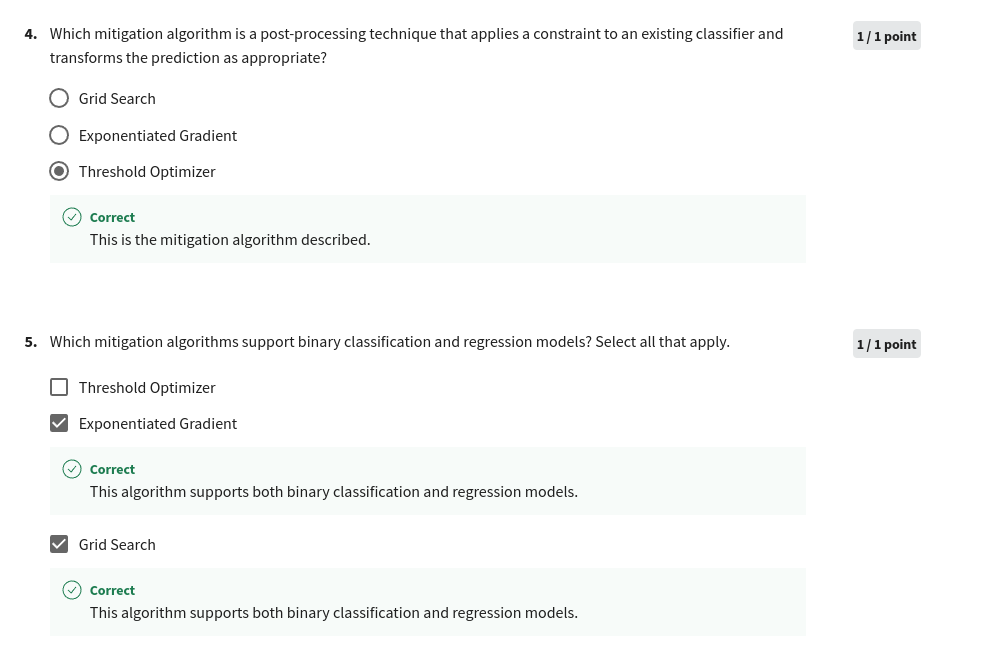 4. Which mitigation algorithm is a post-processing technique that applies a constraint to an existing classifier and
1 / 1 point
transforms the prediction as appropriate?
Grid Search
Exponentiated Gradient
Threshold Optimizer
Correct
This is the mitigation algorithm described.
5. Which mitigation algorithms support binary classification and regression models? Select all that apply.
1 / 1 point
Threshold Optimizer
Exponentiated Gradient
Correct
This algorithm supports both binary classification and regression models.
Grid Search
Correct
This algorithm supports both binary classification and regression models.